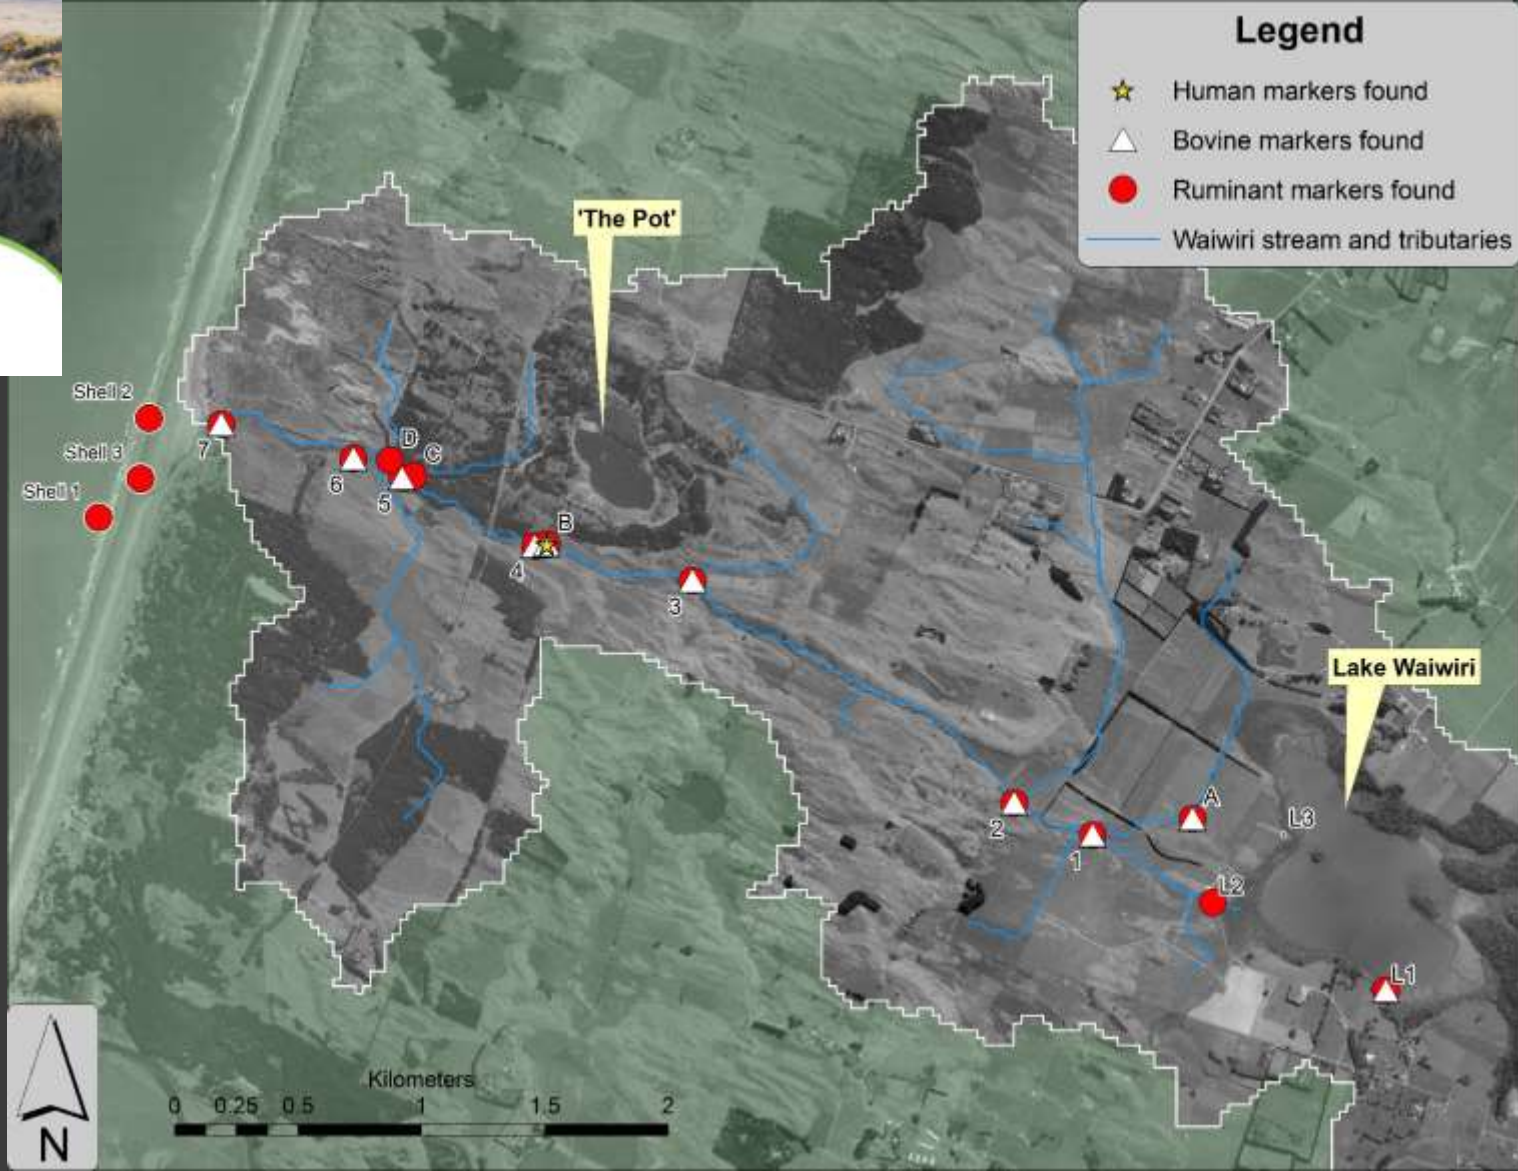 Legend
Human markers found
Bovine markers found
Ruminant markers found
Waiwiri stream and tributaries
'The Pot'
Shell 2
7
Shell 3
Shell 1
6
D
C
5
B
4
3
Lake Waiwiri
2
1
A
L3
L2
L1
Kilometers
0 0.25 0.5 1 1.5 2
N